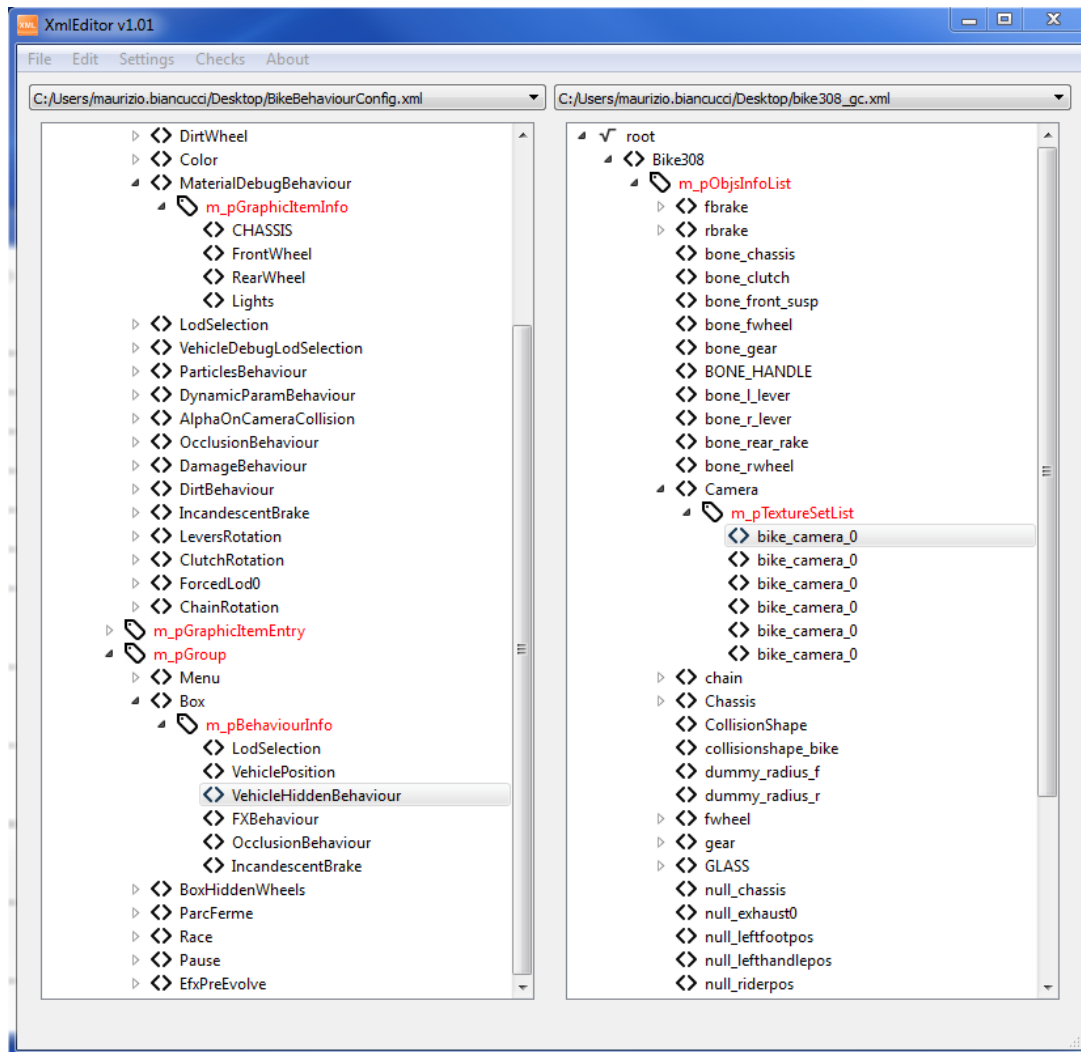 XML XmlEditor v1.01
File Edit Settings Checks About
C:/Users/maurizio.biancucci/Desktop/BikeBehaviourConfig.xml
DirtWheel
Color
MaterialDebugBehaviour
m_pGraphicItemInfo
CHASSIS
FrontWheel
RearWheel
Lights
LodSelection
VehicleDebugLodSelection
ParticlesBehaviour
DynamicParamBehaviour
AlphaOnCameraCollision
OcclusionBehaviour
DamageBehaviour
DirtBehaviour
IncandescentBrake
LeversRotation
ClutchRotation
ForcedLod0
ChainRotation
m_pGraphicItemEntry
m_pGroup
Menu
Box
m_pBehaviourInfo
LodSelection
VehiclePosition
VehicleHiddenBehaviour
FXBehaviour
OcclusionBehaviour
IncandescentBrake
BoxHiddenWheels
ParcFerme
Race
Pause
EfxPreEvolve
C:/Users/maurizio.biancucci/Desktop/bike308_gc.xml
root
Bike308
m_pObjsInfoList
fbrake
rbrake
bone_chassis
bone_clutch
bone_front_susp
bone_fwheel
bone_gear
BONE_HANDLE
bone_l_lever
bone_r_lever
bone_rear_rake
bone_rwheel
Camera
m_pTextureSetList
bike_camera_0
bike_camera_0
bike_camera_0
bike_camera_0
bike_camera_0
bike_camera_0
chain
Chassis
CollisionShape
collisionshape_bike
dummy_radius_f
dummy_radius_r
fwheel
gear
GLASS
null_chassis
null_exhaust0
null_leftfootpos
null_lefthandlepos
null_riderpos